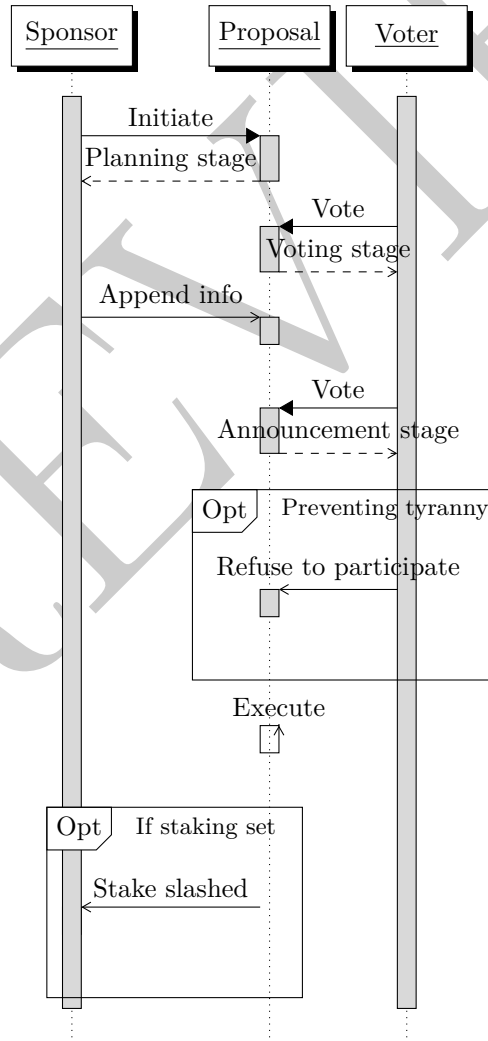 Sponsor
Proposal
Voter
Initiate
Planning stage
Vote
Voting stage
Append info
Vote
Announcement stage
Opt
Preventing tyranny
Refuse to participate
Execute
Opt
If staking set
Stake slashed